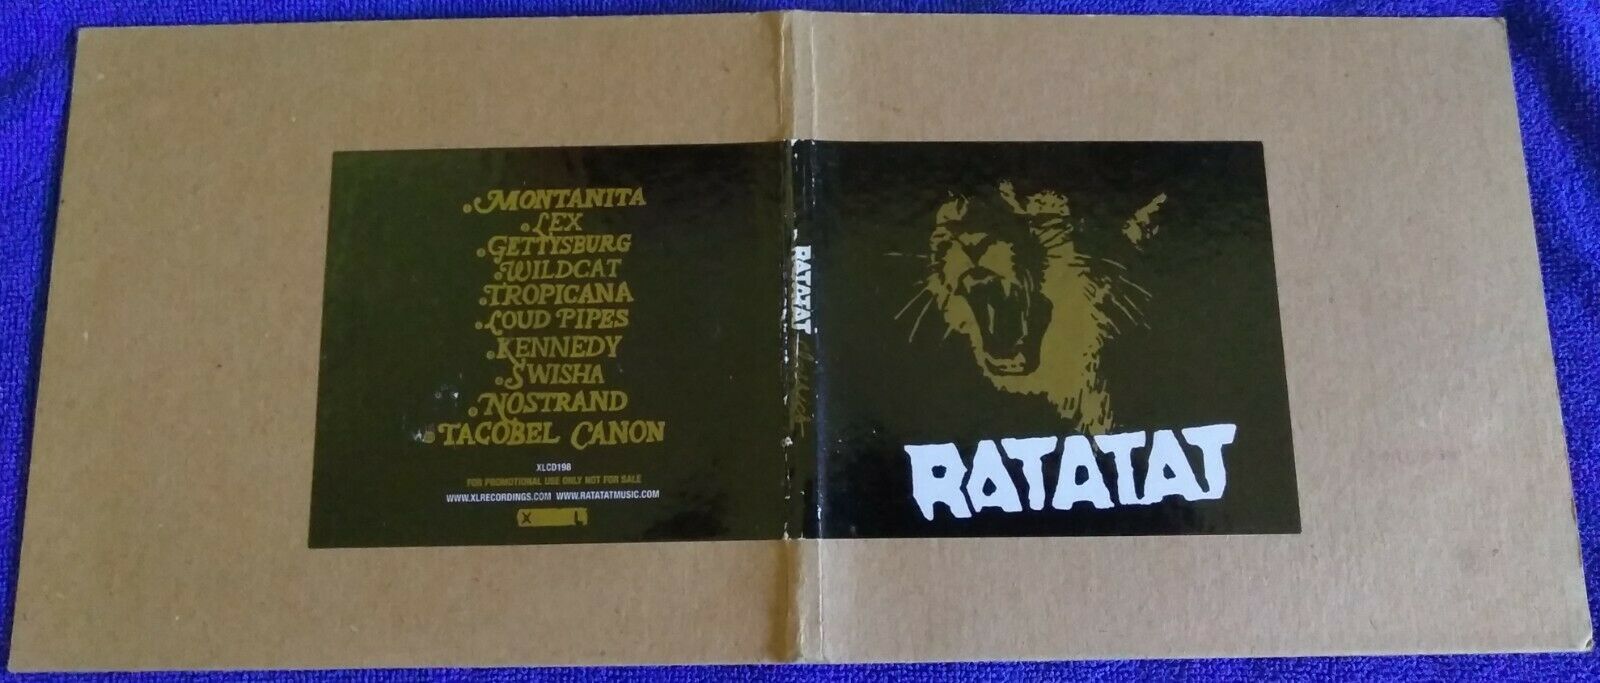 MONTANITA
LEX
GETTYSBURG
WILDCAT
TROPICANA
LOUD PIPES
KENNEDY
SWISHA
NOSTRAND
TACOBEL CANON
XLCD198
FOR PROMOTIONAL USE ONLY NOT FOR SALE
WWW.XLRECORDINGS.COM WWW.RATATATMUSIC.COM
X L
RATATAT
RATATAT